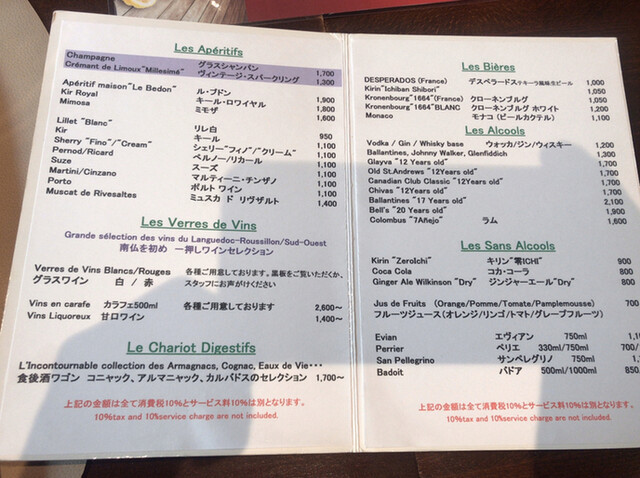 Les Apéritifs
Champagne グラスシャンパン 1,700
Crémant de Limoux"Millesimé" ヴィンテージ・スパークリング 1,300
Apéritif maison"Le Bedon" ル・ブドン
Kir Royal キール・ロワイヤル 1,900
Mimosa ミモザ 1,800
1,600
Lillet "Blanc" リレ白
Kir キール 950
Sherry "Fino"/"Cream" シェリー"フィノ"/"クリーム" 1,100
Pernod/Ricard ペルノー/リカール 1,100
Suze スーズ 1,100
Martini/Cinzano マルティーニ・チンザノ 1,100
Porto ポルト ワイン 1,100
Muscat de Rivesaltes ミュスカ ド リヴザルト 1,400
Les Verres de Vins
Grande sélection des vins du Languedoc-Roussillon/Sud-Ouest
南仏を初め 一押しワインセレクション
Verres de Vins Blancs/Rouges 各種ご用意しております。黒板をご覧いただくか、
グラスワイン 白 / 赤 スタッフにお声がけください
Vins en carafe カラフェ500ml 各種ご用意しております 2,600~
Vins Liquoreux 甘口ワイン 1,400~
Le Chariot Digestifs
L'Incontournable collection des Armagnacs, Cognac, Eaux de Vie・・・
食後酒ワゴン コニャック、アルマニャック、カルバドスのセレクション 1,700~
上記の金額は全て消費税10%とサービス料10%は別となります。
10%tax and 10%service charge are not included.
Les Bières
DESPERADOS (France) デスペラードステキーラ風味生ビール 1,000
Kirin"Ichiban Shibori" 1,050
Kronenbourg"1664"(France) クローネンブルグ 1,050
Kronenbourg"1664"BLANC クローネンブルグ ホワイト 1,200
Monaco モナコ (ビールカクテル) 1,100
Les Alcools
Vodka / Gin / Whisky base ウォッカ/ジン/ウィスキー 1,200
Ballantines, Johnny Walker, Glenfiddich 1,300
Glayva "12 Years old" 1,100
Old St.Andrews "12Years old" 1,100
Canadian Club Classic "12Years old" 1,100
Chivas "12Years old" 1,100
Ballantines "17 Years old" 2,100
Bell's "20 Years old" 1,900
Colombus "7Añejo" ラム 1,100
Les Sans Alcools
Kirin "ZeroIchi" キリン"零ICHI" 900
Coca Cola コカ・コーラ 800
Ginger Ale Wilkinson "Dry" ジンジャーエール"Dry" 800
Jus de Fruits (Orange/Pomme/Tomate/Pamplemousse) 700
フルーツジュース(オレンジ/リンゴ/トマト/グレープフルーツ)
Evian エヴィアン 750ml
Perrier ペリエ 330ml/750ml 700/
San Pellegrino サンペレグリノ 750ml
Badoit バドア 500ml/1000ml 850
上記の金額は全て消費税10%とサービス料10%は別となります。
10%tax and 10%service charge are not included.